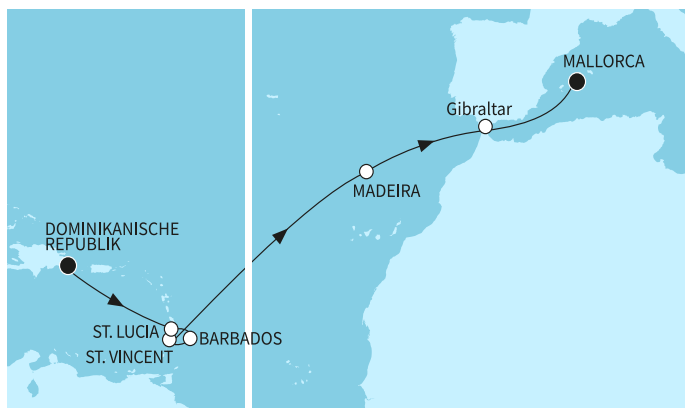 MALLORCA
Gibraltar
MADEIRA
DOMINIKANISCHE
REPUBLIK
ST. LUCIA
BARBADOS
ST. VINCENT